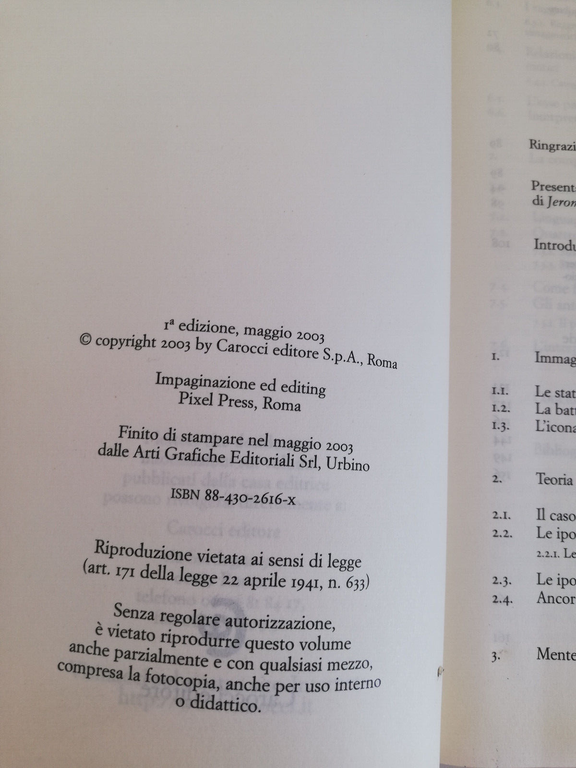 1ª edizione, maggio 2003
© copyright 2003 by Carocci editore S.p.A., Roma
Impaginazione ed editing
Pixel Press, Roma
Finito di stampare nel maggio 2003
dalle Arti Grafiche Editoriali Srl, Urbino
ISBN 88-430-2616-x
Riproduzione vietata ai sensi di legge
(art. 171 della legge 22 aprile 1941, n. 633)
Senza regolare autorizzazione,
è vietato riprodurre questo volume
anche parzialmente e con qualsiasi mezzo,
compresa la fotocopia, anche per uso interno
o didattico.
Ringrazi
Present
di Jerom
Introdu
1. Immag
1.1. Le stat
1.2. La batt
1.3. L'icona
2. Teoria
2.1. Il caso
2.2. Le ipo
2.2.1. Le
2.3. Le ipo
2.4. Ancor
3. Mente